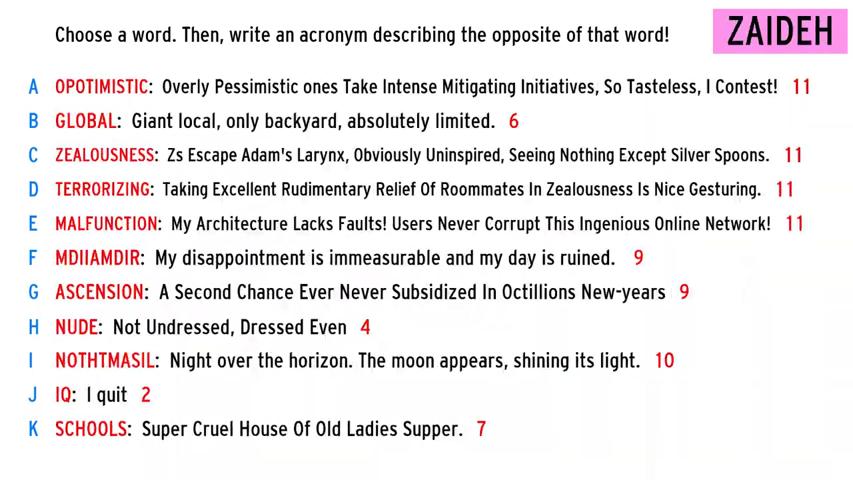 Choose a word. Then, write an acronym describing the opposite of that word!
ZAIDEH
A OPOTIMISTIC: Overly Pessimistic ones Take Intense Mitigating Initiatives, So Tasteless, I Contest! 11
B GLOBAL: Giant local, only backyard, absolutely limited. 6
C ZEALOUSNESS: Zs Escape Adam's Larynx, Obviously Uninspired, Seeing Nothing Except Silver Spoons. 11
D TERRORIZING: Taking Excellent Rudimentary Relief Of Roommates In Zealousness Is Nice Gesturing. 11
E MALFUNCTION: My Architecture Lacks Faults! Users Never Corrupt This Ingenious Online Network! 11
F MDIIAMDIR: My disappointment is immeasurable and my day is ruined. 9
G ASCENSION: A Second Chance Ever Never Subsidized In Octillions New-years 9
H NUDE: Not Undressed, Dressed Even 4
I NOTHTMASIL: Night over the horizon. The moon appears, shining its light. 10
J IQ: I quit 2
K SCHOOLS: Super Cruel House Of Old Ladies Supper. 7